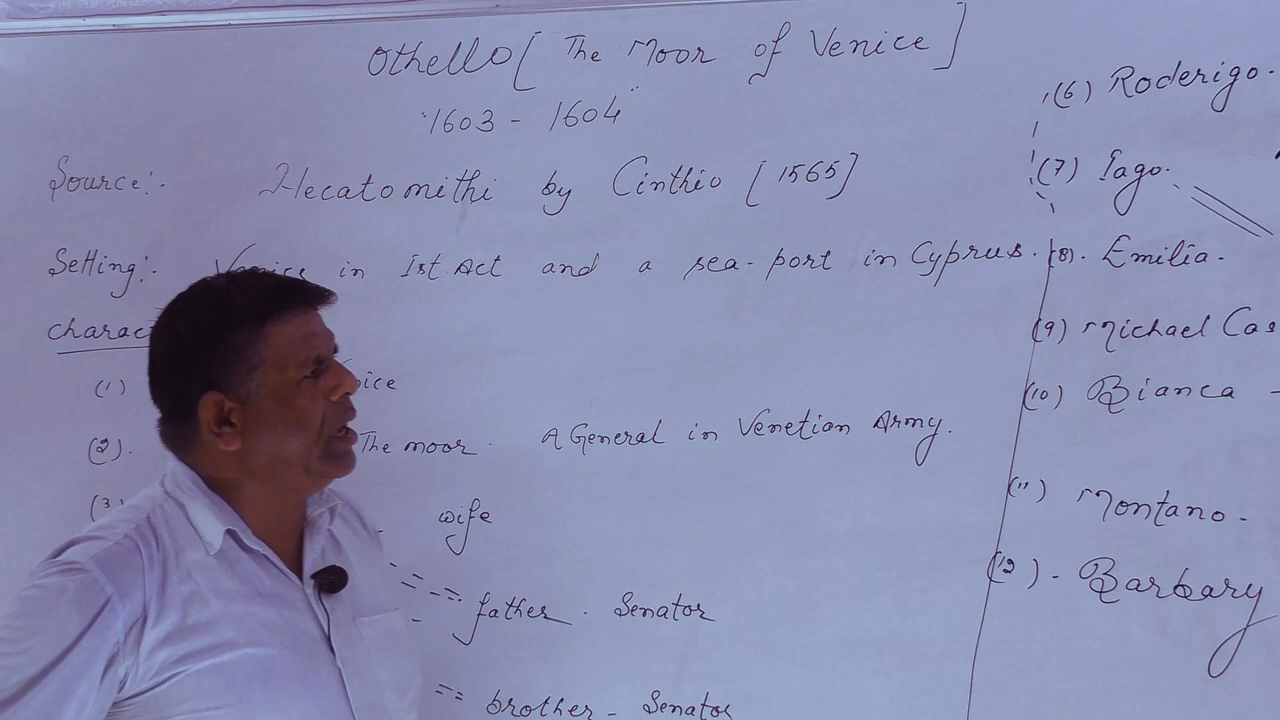 Othello [ The Moor of Venice ]
"1603 - 1604"
Source:- Hecatomithi by Cinthio [ 1565 ]
Setting:- Venice in Ist Act and a sea-port in Cyprus.
charac
(1) ice
(2). The moor. A General in Venetian Army.
(3) - wife
father. Senator
brother - Senator
(6) Roderigo.
(7) Iago.
(8). Emilia.
(9) Michael Cas
(10) Bianca -
(11) Montano.
(12) - Barbary